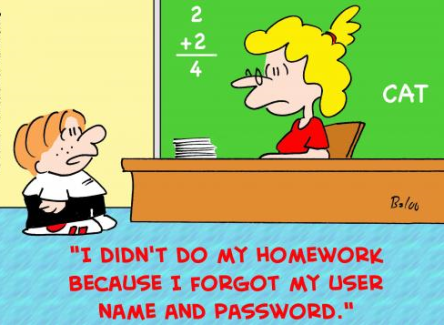 2
+2
4
CAT
"I DIDN'T DO MY HOMEWORK
BECAUSE I FORGOT MY USER
NAME AND PASSWORD."